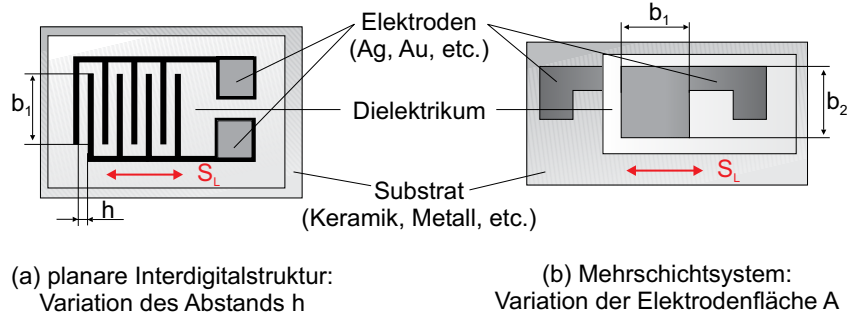 Elektroden
(Ag, Au, etc.)
b1
b1
b2
Dielektrikum
SL
SL
Substrat
(Keramik, Metall, etc.)
h
(a) planare Interdigitalstruktur:
Variation des Abstands h
(b) Mehrschichtsystem:
Variation der Elektrodenfläche A